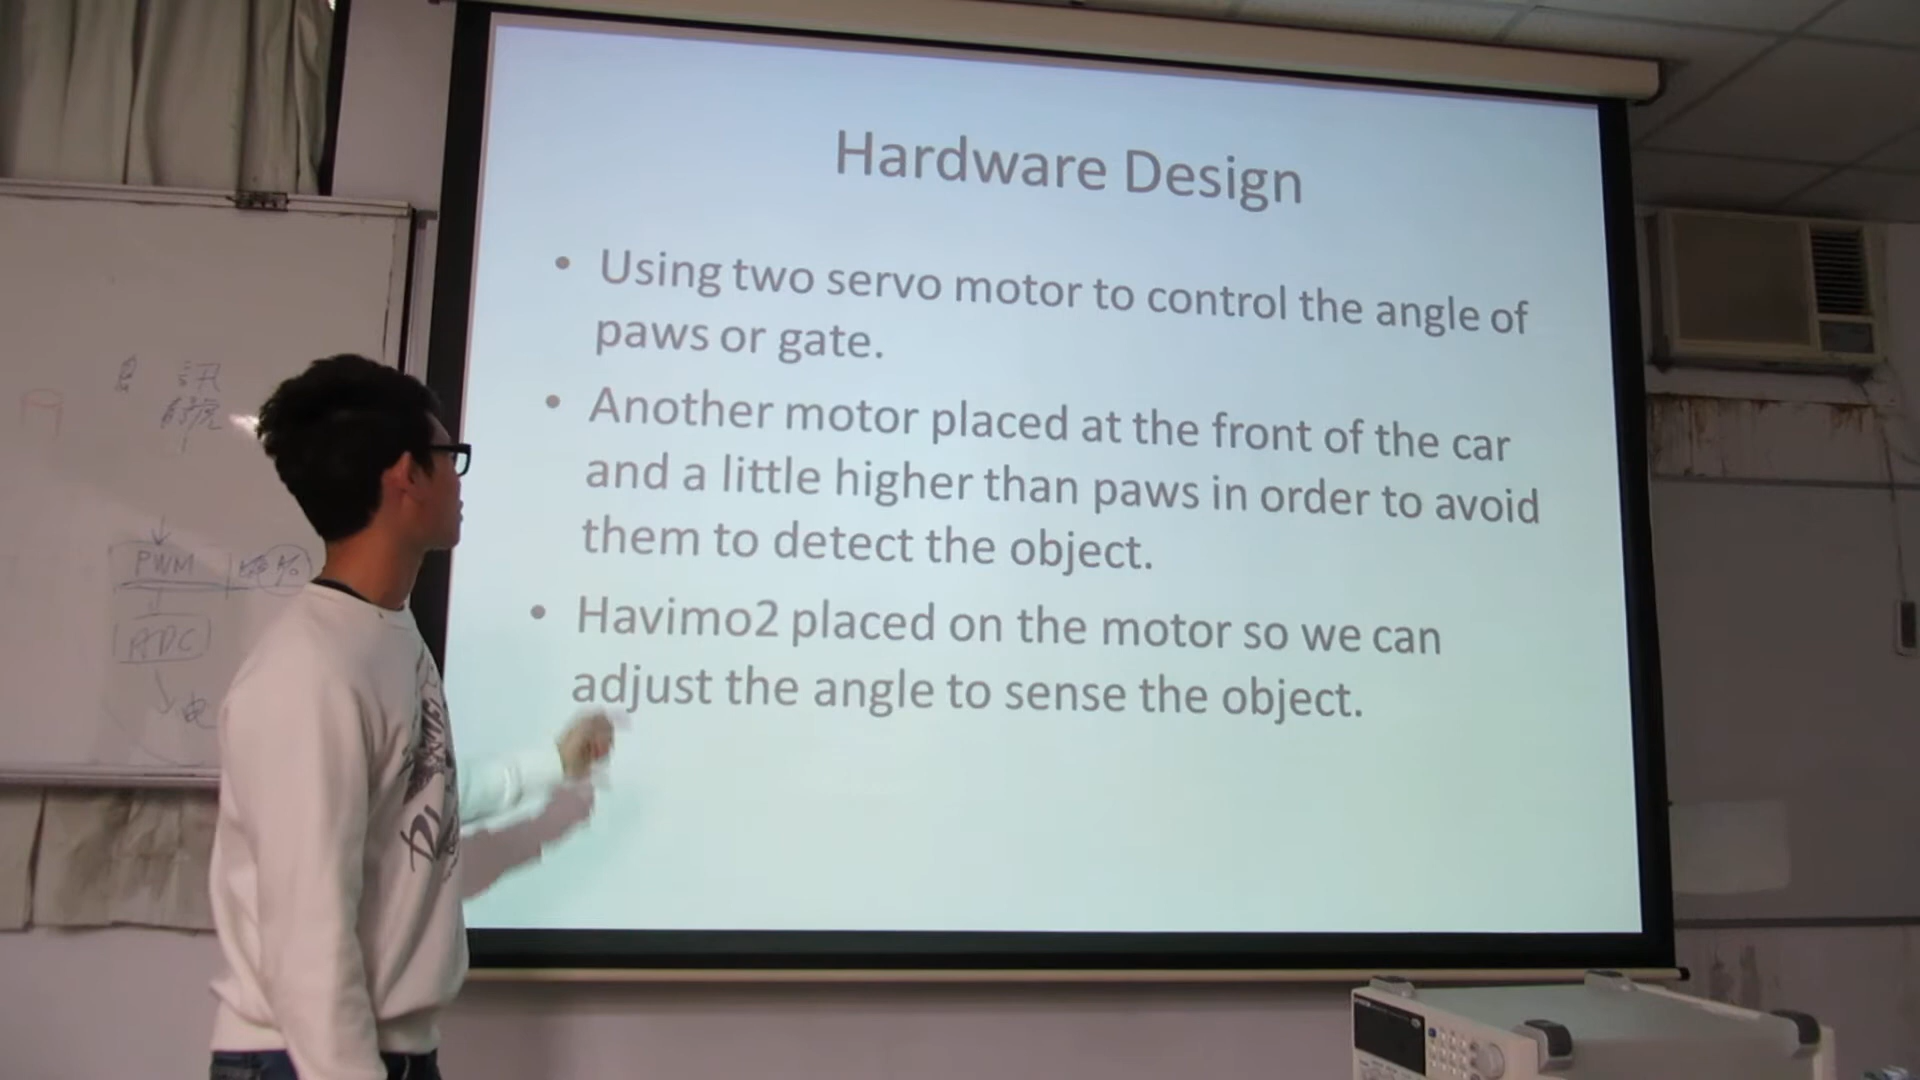 Hardware Design
• Using two servo motor to control the angle of
paws or gate.
• Another motor placed at the front of the car
and a little higher than paws in order to avoid
them to detect the object.
• Havimo2 placed on the motor so we can
adjust the angle to sense the object.
PWM
ADC